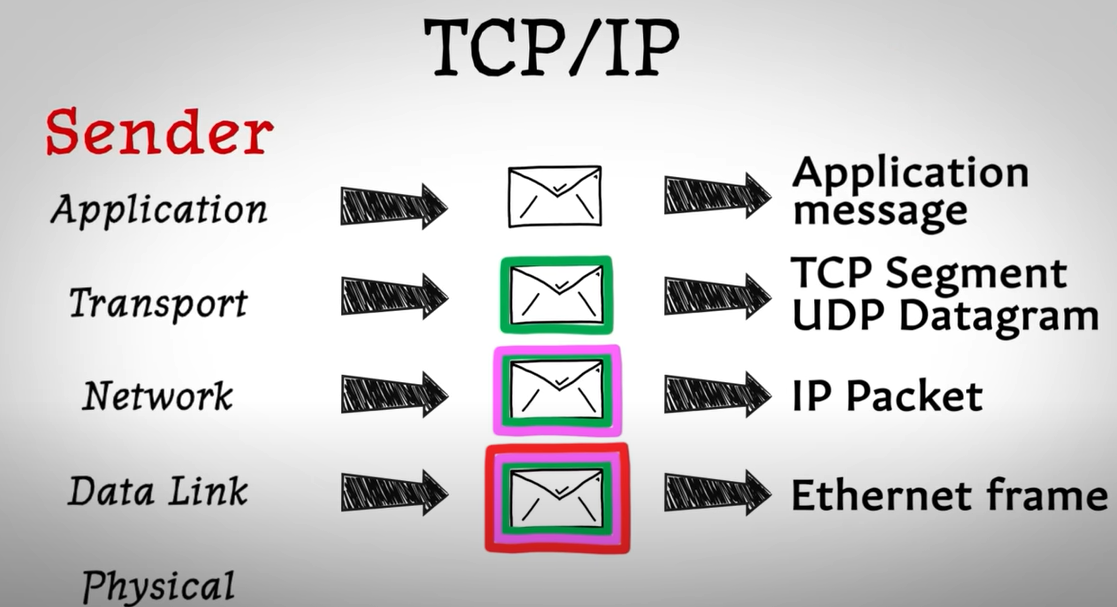 TCP/IP
Sender
Application
Application
message
Transport
TCP Segment
UDP Datagram
Network
IP Packet
Data Link
Ethernet frame
Physical